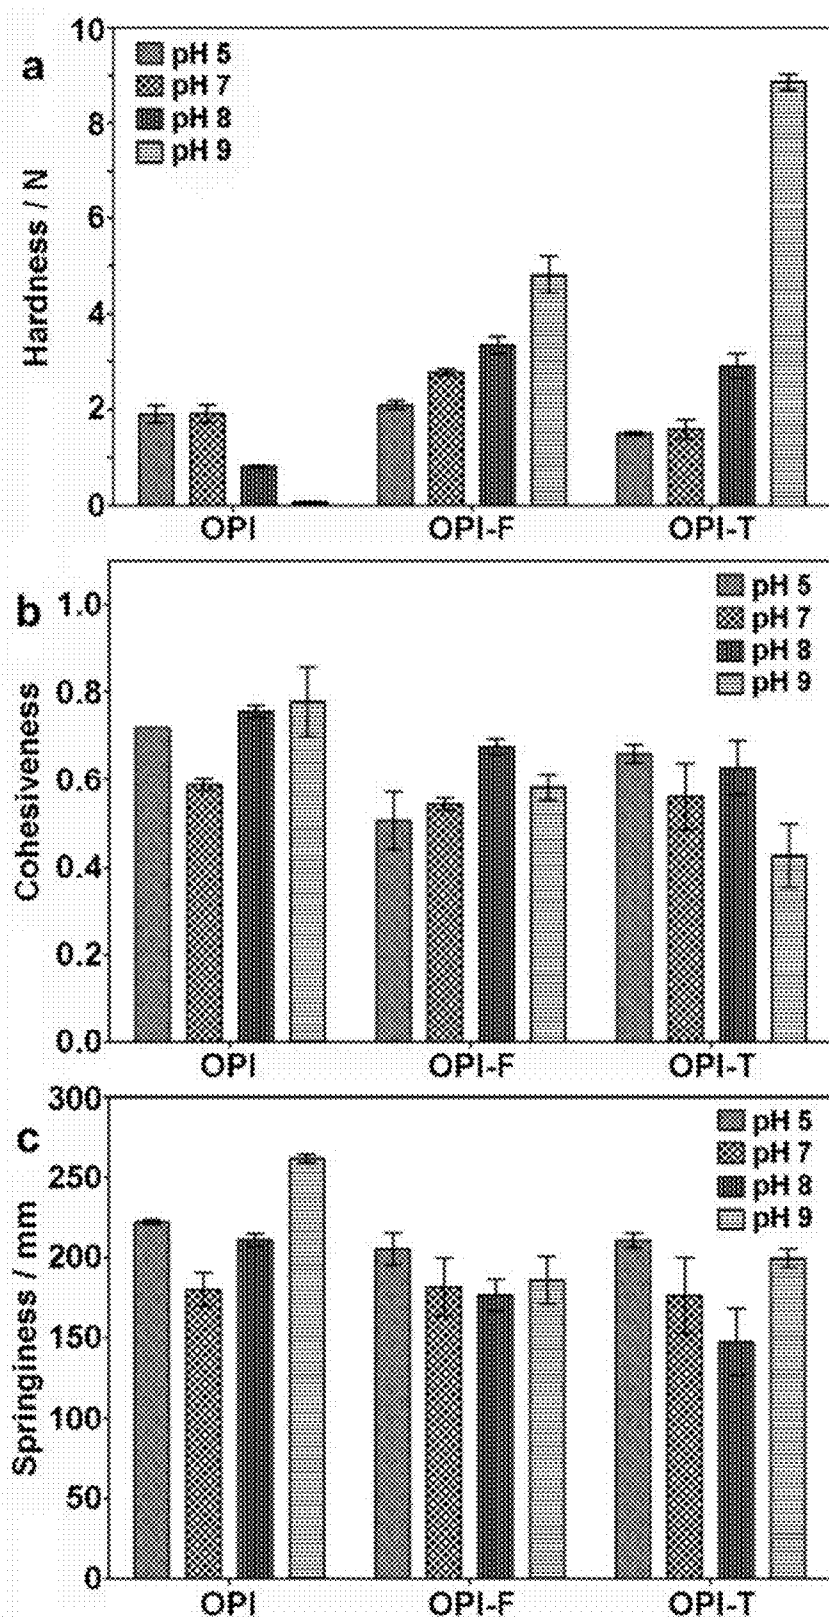 a
pH 5
pH 7
pH 8
pH 9
Hardness / N
10
8
6
4
2
0
OPI OPI-F OPI-T
b
pH 5
pH 7
pH 8
pH 9
Cohesiveness
1.0
0.8
0.6
0.4
0.2
0.0
OPI OPI-F OPI-T
c
pH 5
pH 7
pH 8
pH 9
Springiness / mm
300
250
200
150
100
50
0
OPI OPI-F OPI-T